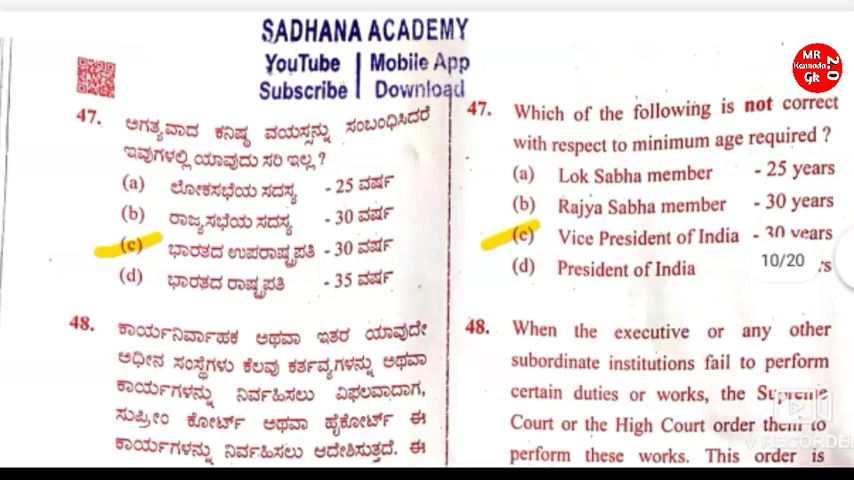 SADHANA ACADEMY
YouTube | Mobile App
Subscribe | Download
MR
Kannada
Gk
2.0
47. ಅಗತ್ಯವಾದ ಕನಿಷ್ಠ ವಯಸ್ಸನ್ನು ಸಂಬಂಧಿಸಿದರೆ
ಇವುಗಳಲ್ಲಿ ಯಾವುದು ಸರಿ ಇಲ್ಲ ?
(a) ಲೋಕಸಭೆಯ ಸದಸ್ಯ - 25 ವರ್ಷ
(b) ರಾಜ್ಯಸಭೆಯ ಸದಸ್ಯ - 30 ವರ್ಷ
(c) ಭಾರತದ ಉಪರಾಷ್ಟ್ರಪತಿ - 30 ವರ್ಷ
(d) ಭಾರತದ ರಾಷ್ಟ್ರಪತಿ - 35 ವರ್ಷ
48. ಕಾರ್ಯನಿರ್ವಾಹಕ ಅಥವಾ ಇತರ ಯಾವುದೇ
ಅಧೀನ ಸಂಸ್ಥೆಗಳು ಕೆಲವು ಕರ್ತವ್ಯಗಳನ್ನು ಅಥವಾ
ಕಾರ್ಯಗಳನ್ನು ನಿರ್ವಹಿಸಲು ವಿಫಲವಾದಾಗ,
ಸುಪ್ರೀಂ ಕೋರ್ಟ್ ಅಥವಾ ಹೈಕೋರ್ಟ್ ಈ
ಕಾರ್ಯಗಳನ್ನು ನಿರ್ವಹಿಸಲು ಆದೇಶಿಸುತ್ತದೆ. ಈ
47. Which of the following is not correct
with respect to minimum age required ?
(a) Lok Sabha member - 25 years
(b) Rajya Sabha member - 30 years
(c) Vice President of India - 30 years
(d) President of India
10/20
48. When the executive or any other
subordinate institutions fail to perform
certain duties or works, the Supreme
Court or the High Court order them to
perform these works. This order is
V RECORDER